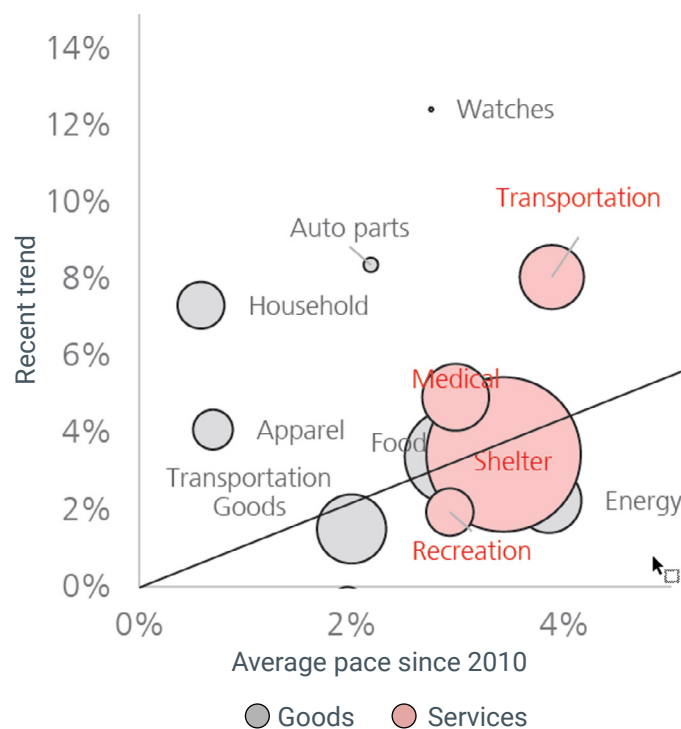 14%
Watches
12%
Transportation
10%
Auto parts
8%
Household
6%
Medical
4%
Apparel
Food
Shelter
Transportation
Goods
2%
Energy
Recreation
0%
0%
2%
4%
Recent trend
Average pace since 2010
Goods
Services